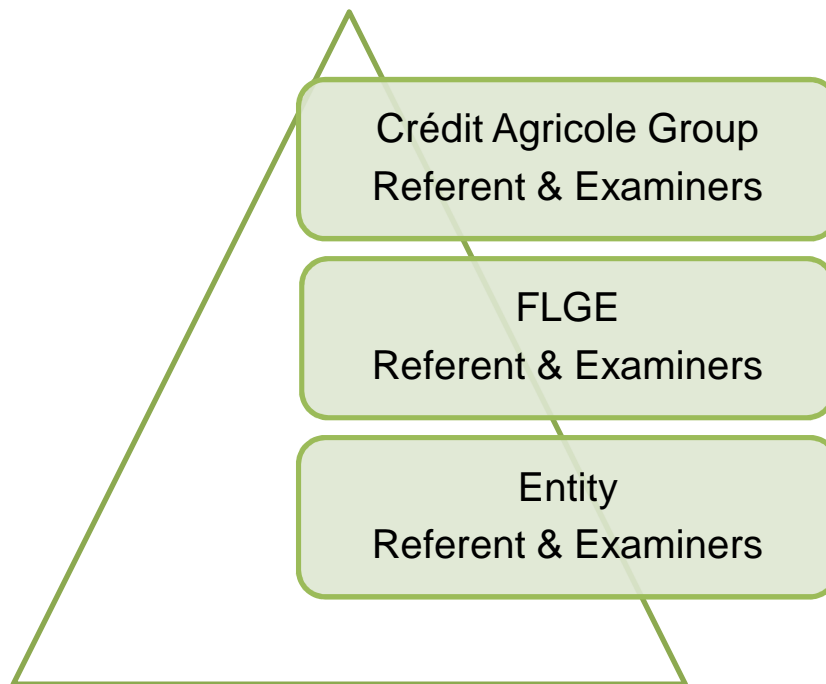 Crédit Agricole Group
Referent & Examiners
FLGE
Referent & Examiners
Entity
Referent & Examiners